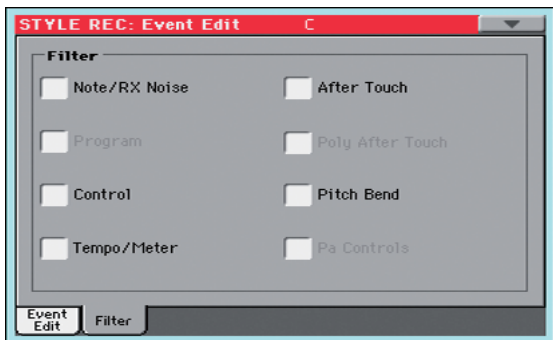 STYLE REC: Event Edit C
Filter
Note/RX Noise After Touch
Program Poly After Touch
Control Pitch Bend
Tempo/Meter Pa Controls
Event Edit Filter